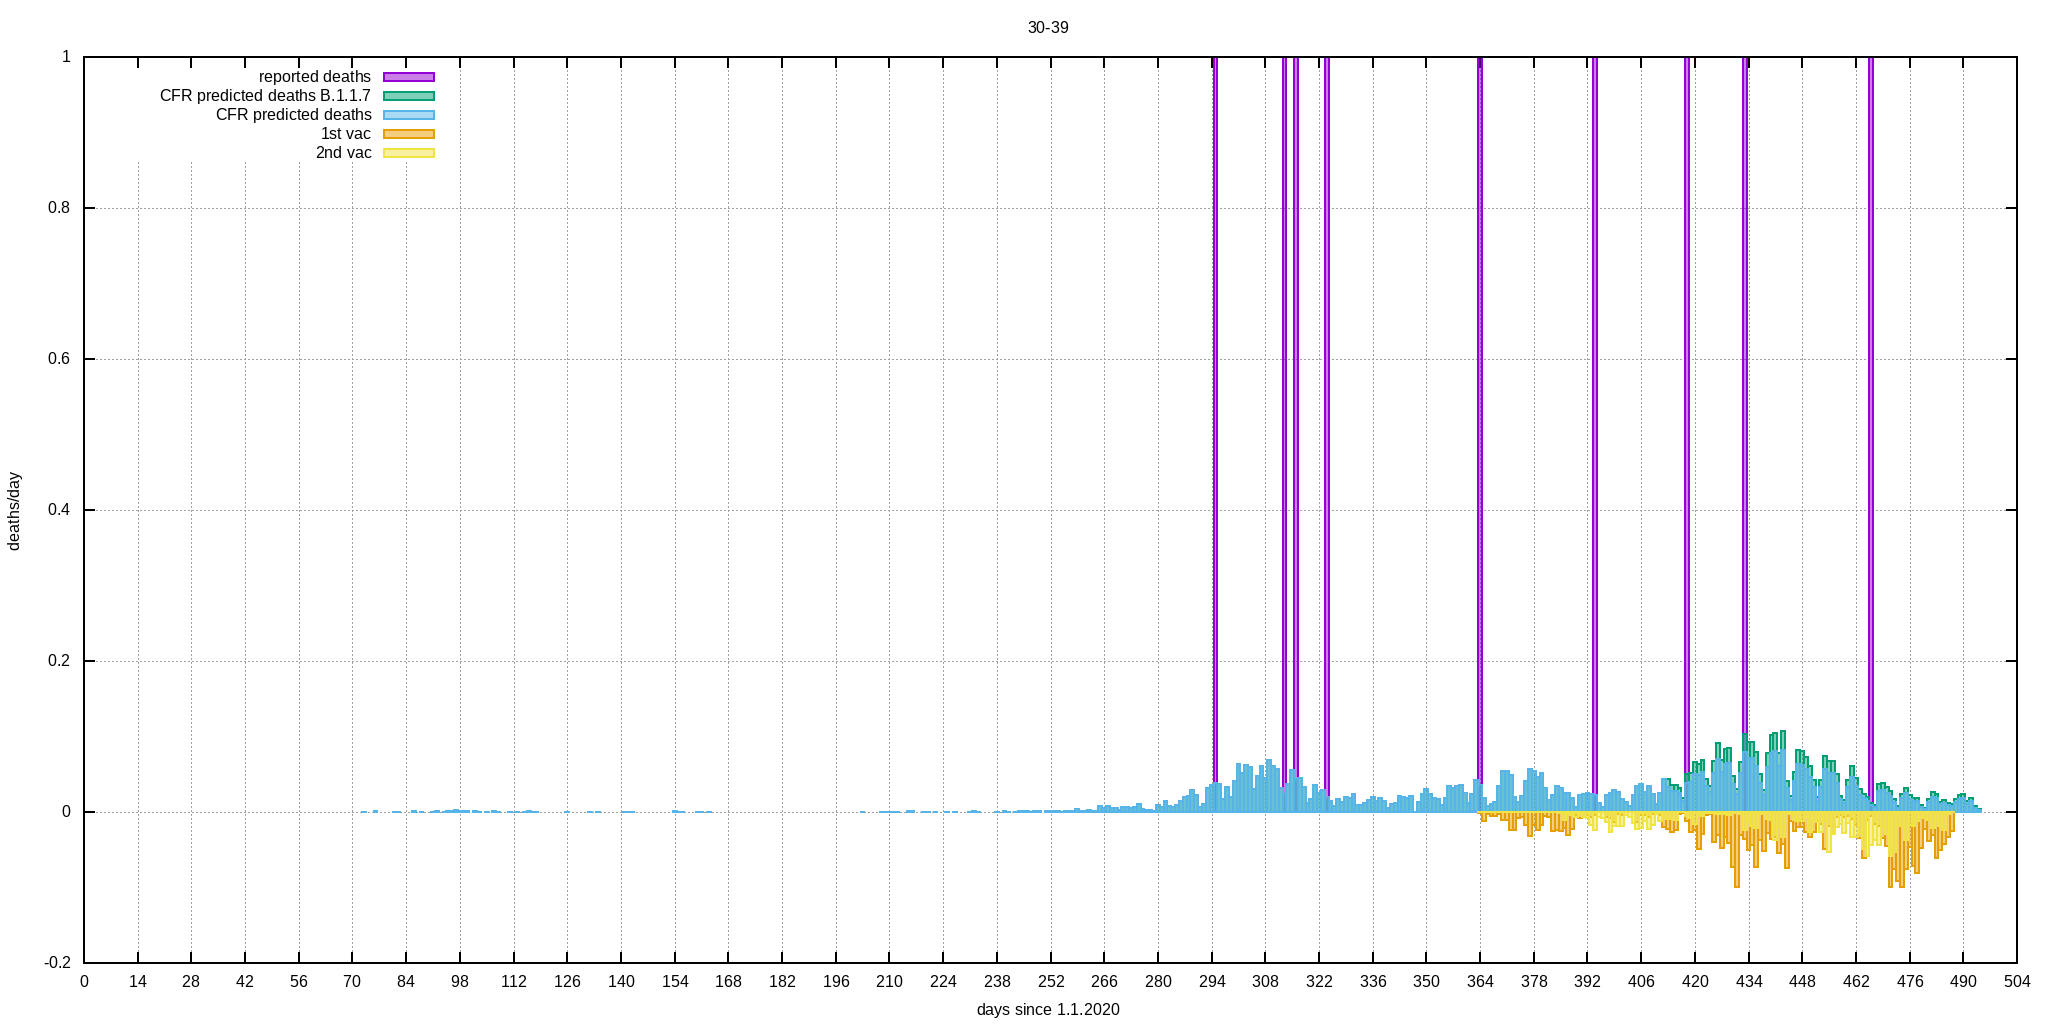 30-39
1
reported deaths
CFR predicted deaths B.1.1.7
CFR predicted deaths
1st vac
2nd vac
0.8
0.6
0.4
0.2
0
-0.2
deaths/day
0 14 28 42 56 70 84 98 112 126 140 154 168 182 196 210 224 238 252 266 280 294 308 322 336 350 364 378 392 406 420 434 448 462 476 490 504
days since 1.1.2020